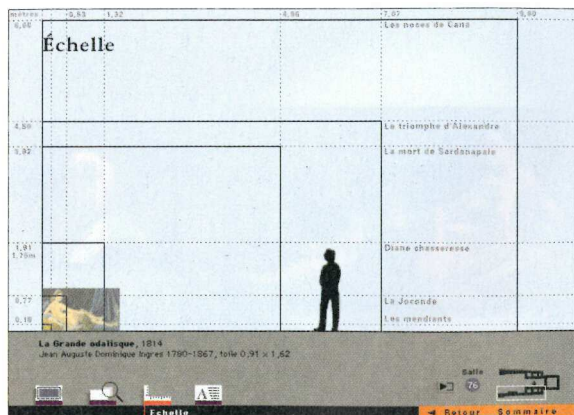 mètres 0,53 1,32 4,96 7,07 9,90
6,66 Les noces de Cana
Échelle
4,50 Le triomphe d'Alexandre
3,92 La mort de Sardanapale
1,91 Diane chasseresse
1,75m
0,77 La Joconde
0,18 Les mendiants
La Grande odalisque, 1814
Jean Auguste Dominique Ingres 1780-1867, toile 0,91 x 1,62
Salle
76
Echelle
Retour Sommaire